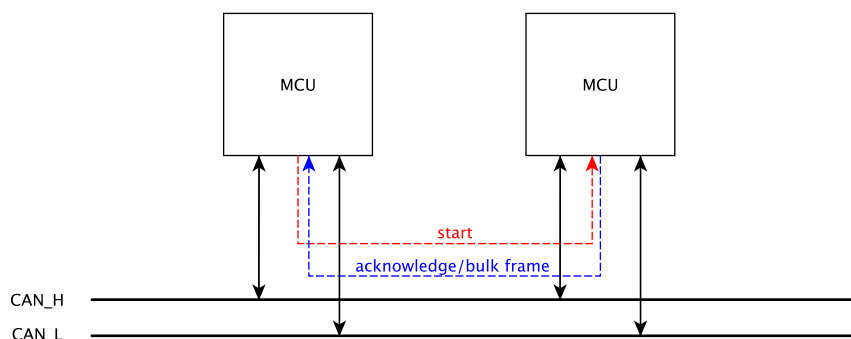 MCU
MCU
start
acknowledge/bulk frame
CAN_H
CAN_L